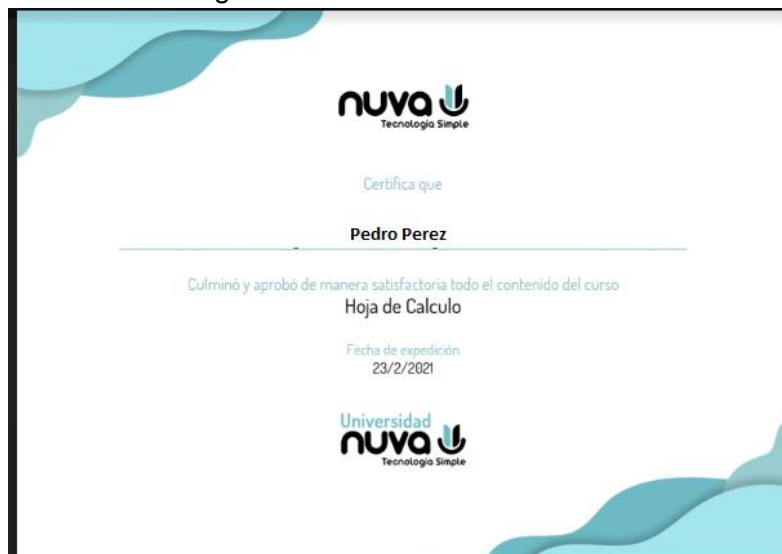 nuva
Tecnología Simple
Certifica que
Pedro Perez
Culminó y aprobó de manera satisfactoria todo el contenido del curso
Hoja de Calculo
Fecha de expedición
23/2/2021
Universidad
nuva
Tecnología Simple